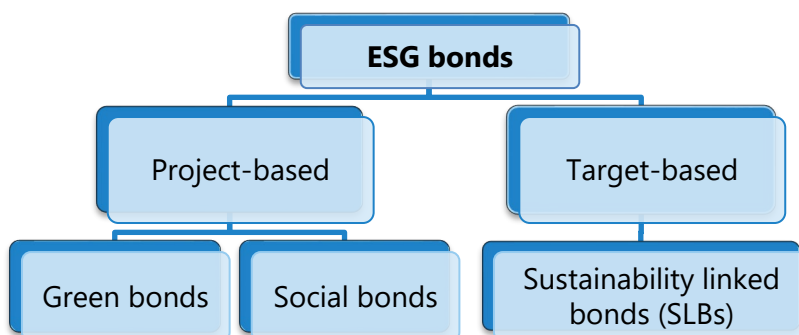 ESG bonds
Project-based
Target-based
Green bonds
Social bonds
Sustainability linked
bonds (SLBs)